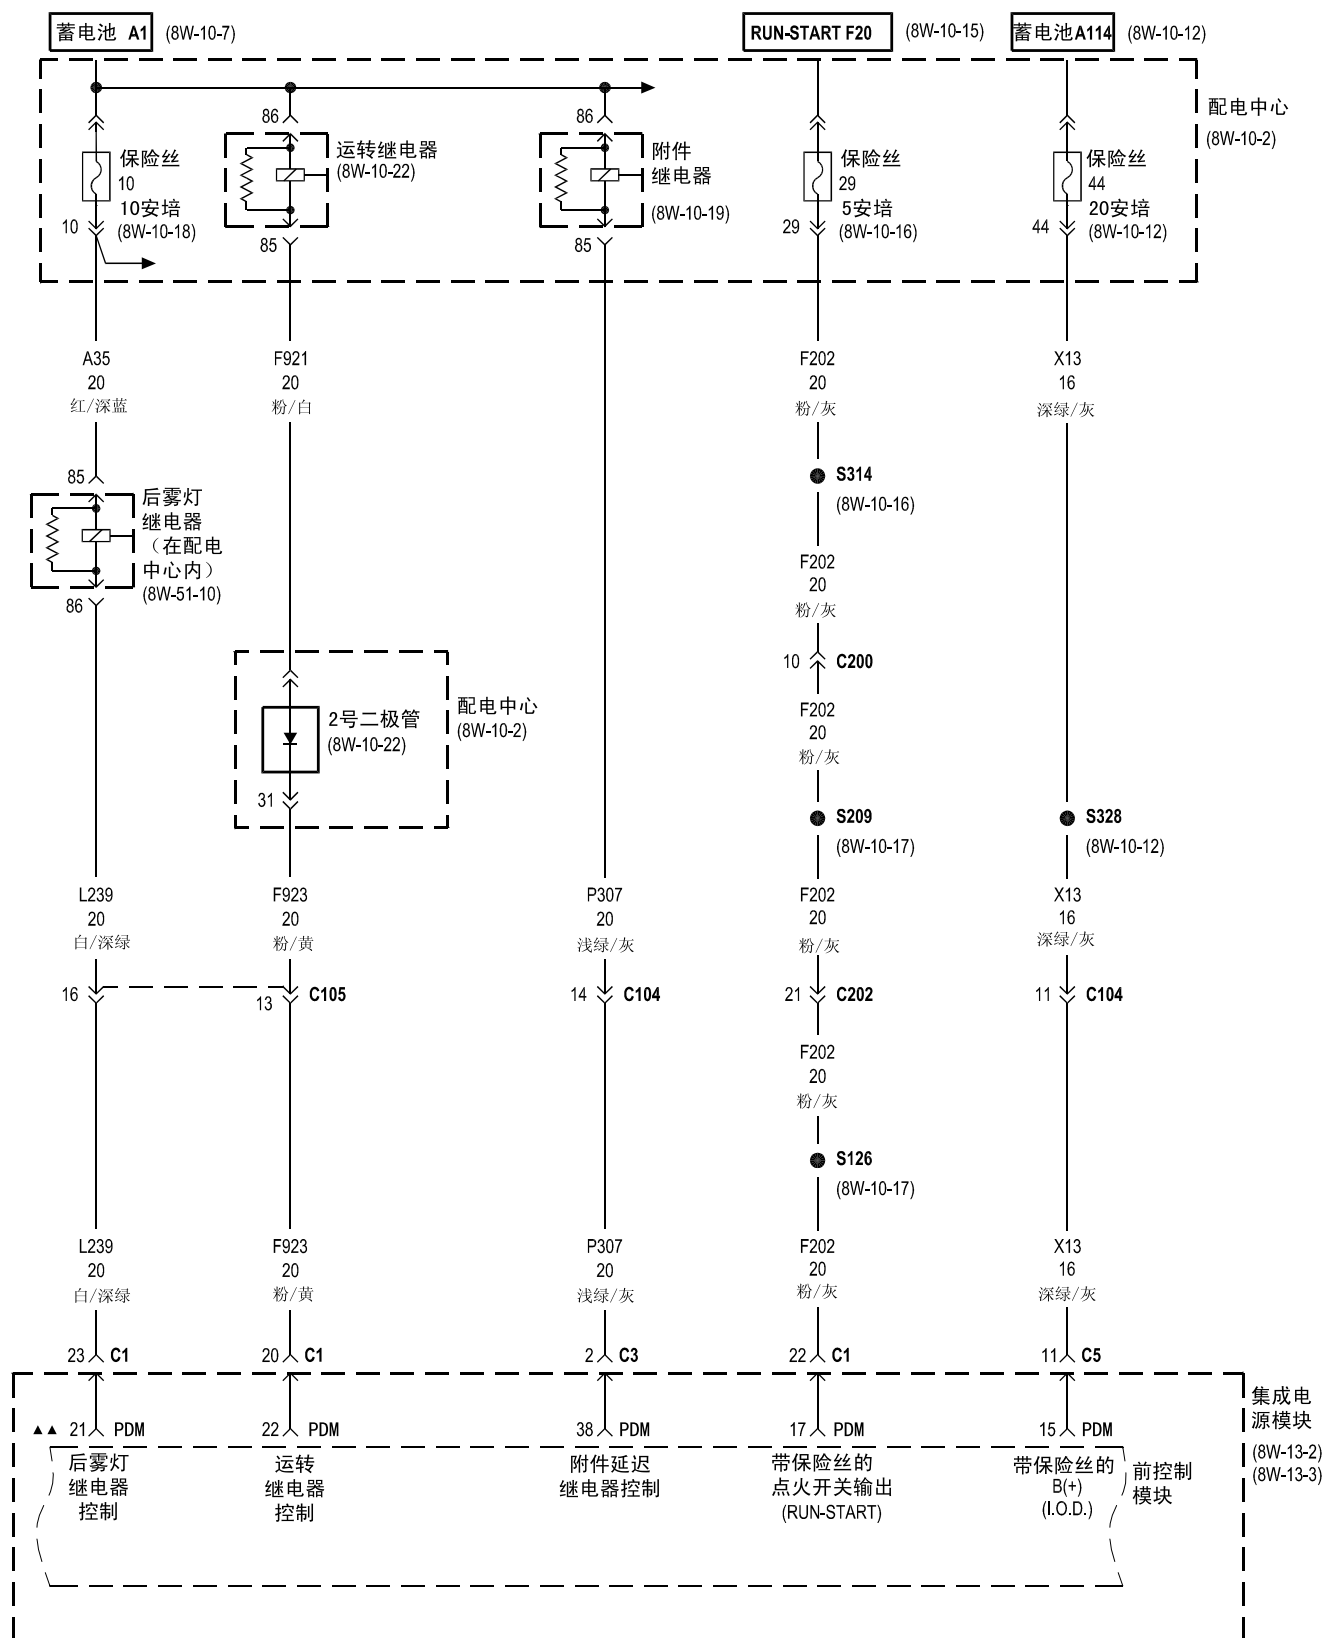 蓄电池 A1 (8W-10-7)
RUN-START F20 (8W-10-15)
蓄电池A114 (8W-10-12)
配电中心
(8W-10-2)
86
86
保险丝
10
10安培
(8W-10-18)
10
运转继电器
(8W-10-22)
85
附件
继电器
(8W-10-19)
85
保险丝
29
5安培
(8W-10-16)
29
保险丝
44
20安培
(8W-10-12)
44
A35
20
红/深蓝
F921
20
粉/白
F202
20
粉/灰
X13
16
深绿/灰
85
后雾灯
继电器
(在配电
中心内)
(8W-51-10)
86
S314
(8W-10-16)
F202
20
粉/灰
10 C200
F202
20
粉/灰
2号二极管
(8W-10-22)
31
配电中心
(8W-10-2)
S209
(8W-10-17)
S328
(8W-10-12)
L239
20
白/深绿
F923
20
粉/黄
P307
20
浅绿/灰
F202
20
粉/灰
X13
16
深绿/灰
16
13 C105
14 C104
21 C202
11 C104
F202
20
粉/灰
S126
(8W-10-17)
L239
20
白/深绿
F923
20
粉/黄
P307
20
浅绿/灰
F202
20
粉/灰
X13
16
深绿/灰
23 C1
20 C1
2 C3
22 C1
11 C5
集成电
源模块
(8W-13-2)
(8W-13-3)
▲▲ 21 PDM
22 PDM
38 PDM
17 PDM
15 PDM
后雾灯
继电器
控制
运转
继电器
控制
附件延迟
继电器控制
带保险丝的
点火开关输出
(RUN-START)
带保险丝的
B(+)
(I.O.D.)
前控制
模块